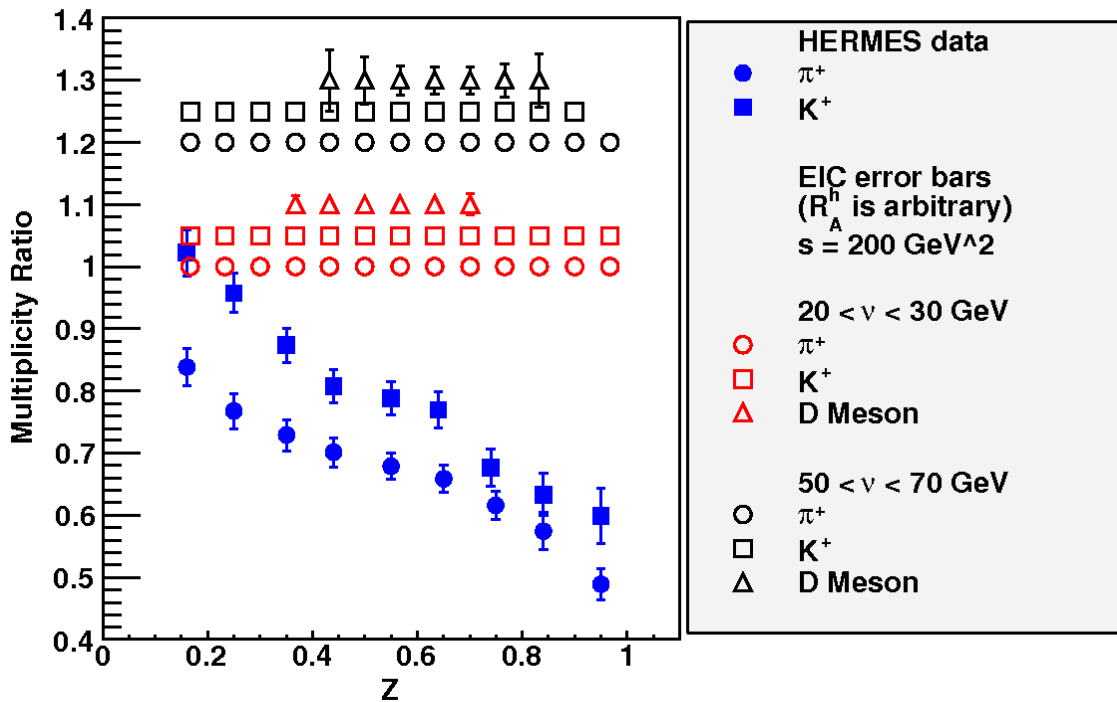 1.4
1.3
1.2
1.1
1
0.9
0.8
0.7
0.6
0.5
0.4
Multiplicity Ratio
0 0.2 0.4 0.6 0.8 1
Z
HERMES data
π⁺
K⁺
EIC error bars
(R_A^h is arbitrary)
s = 200 GeV^2
20 < ν < 30 GeV
π⁺
K⁺
D Meson
50 < ν < 70 GeV
π⁺
K⁺
D Meson